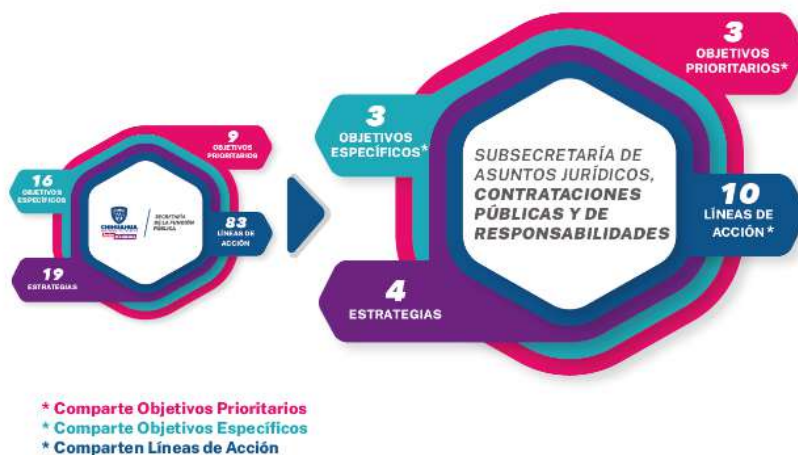 9
OBJETIVOS
PRIORITARIOS
16
OBJETIVOS
ESPECÍFICOS
CHIHUAHUA
SECRETARÍA
DE LA FUNCIÓN
PÚBLICA
83
LÍNEAS DE
ACCIÓN
19
ESTRATEGIAS
3
OBJETIVOS
PRIORITARIOS*
3
OBJETIVOS
ESPECÍFICOS*
SUBSECRETARÍA DE
ASUNTOS JURÍDICOS,
CONTRATACIONES
PÚBLICAS Y DE
RESPONSABILIDADES
10
LÍNEAS DE
ACCIÓN*
4
ESTRATEGIAS
* Comparte Objetivos Prioritarios
* Comparte Objetivos Específicos
* Comparten Líneas de Acción